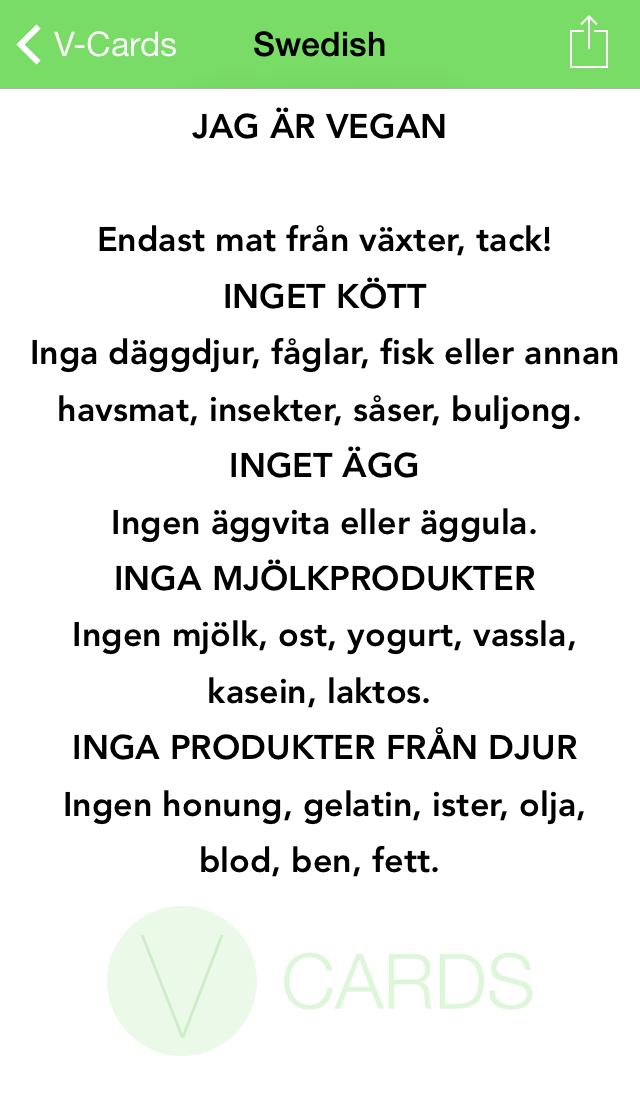 V-Cards
Swedish
JAG ÄR VEGAN
Endast mat från växter, tack!
INGET KÖTT
Inga däggdjur, fåglar, fisk eller annan
havsmat, insekter, såser, buljong.
INGET ÄGG
Ingen äggvita eller äggula.
INGA MJÖLKPRODUKTER
Ingen mjölk, ost, yogurt, vassla,
kasein, laktos.
INGA PRODUKTER FRÅN DJUR
Ingen honung, gelatin, ister, olja,
blod, ben, fett.
V CARDS